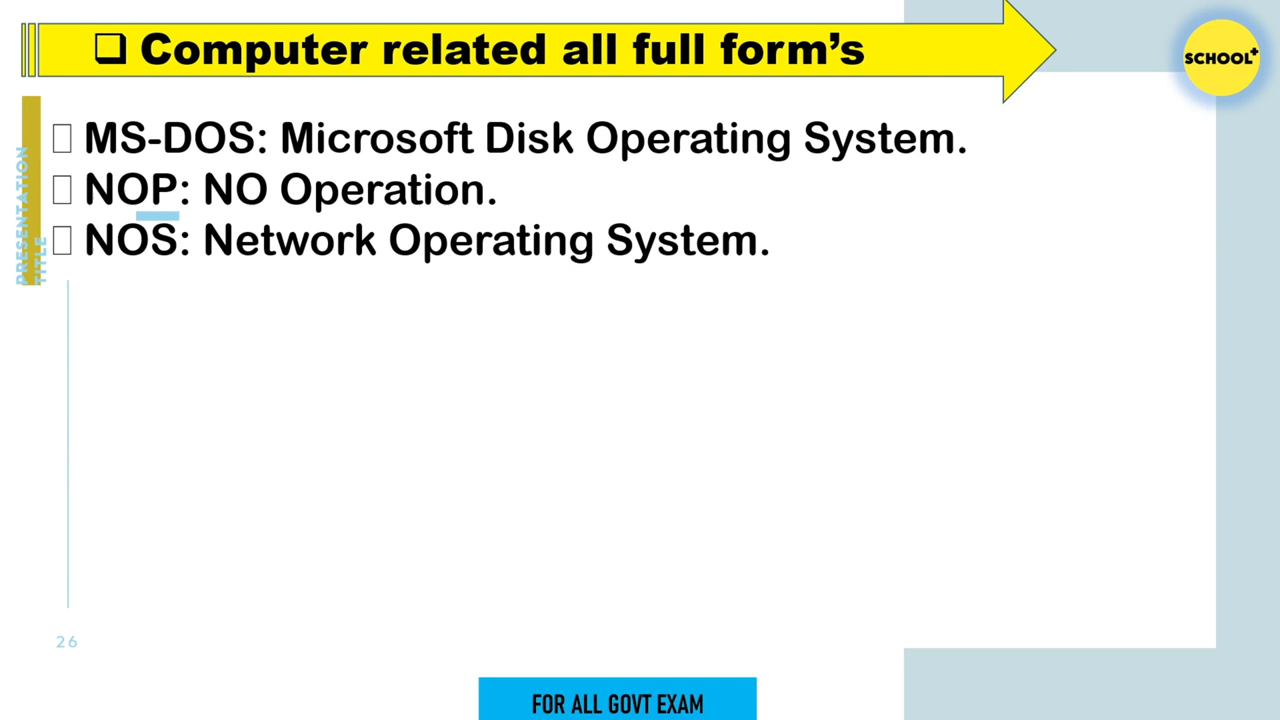 ❑ Computer related all full form’s
SCHOOL+
MS-DOS: Microsoft Disk Operating System.
NOP: NO Operation.
NOS: Network Operating System.
PRESENTATION
TITLE
26
FOR ALL GOVT EXAM